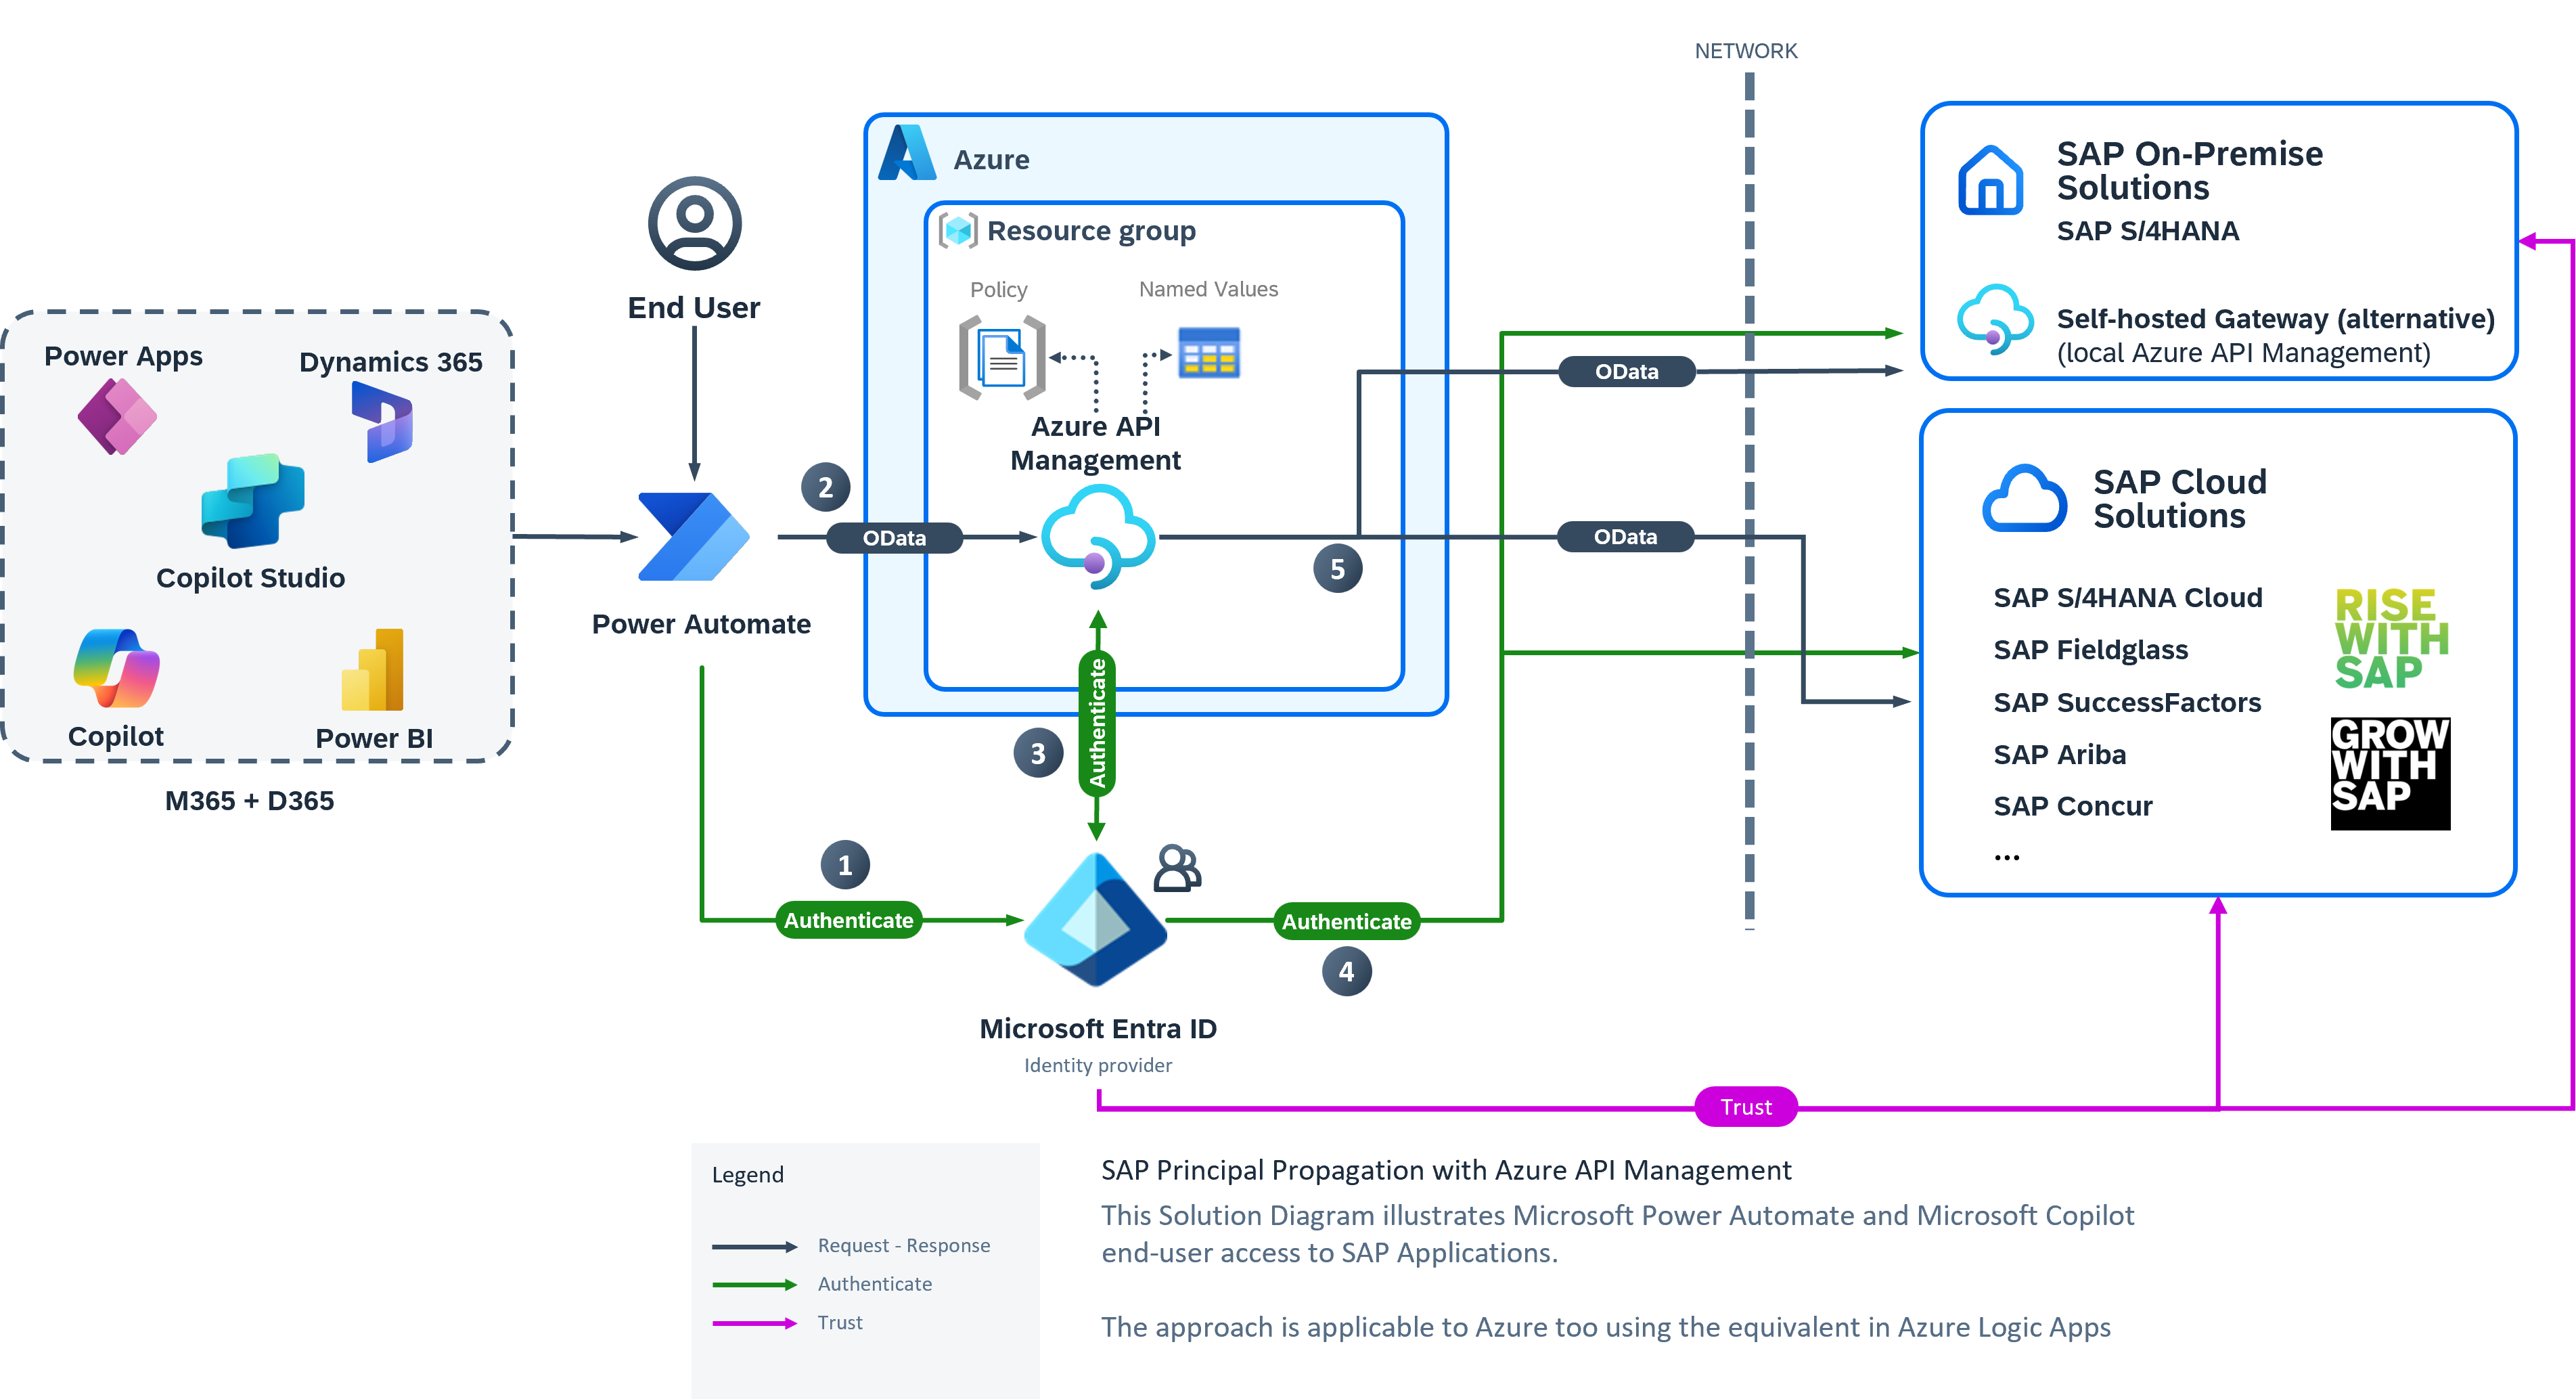 NETWORK
Azure
Resource group
Policy
Named Values
Azure API
Management
End User
Power Apps
Dynamics 365
Copilot Studio
Copilot
Power BI
M365 + D365
Power Automate
2
OData
5
OData
OData
3
Authenticate
1
Authenticate
Authenticate
4
Microsoft Entra ID
Identity provider
Trust
SAP On-Premise
Solutions
SAP S/4HANA
Self-hosted Gateway (alternative)
(local Azure API Management)
SAP Cloud
Solutions
SAP S/4HANA Cloud
SAP Fieldglass
SAP SuccessFactors
SAP Ariba
SAP Concur
...
RISE
WITH
SAP
GROW
WITH
SAP
Legend
Request - Response
Authenticate
Trust
SAP Principal Propagation with Azure API Management
This Solution Diagram illustrates Microsoft Power Automate and Microsoft Copilot
end-user access to SAP Applications.
The approach is applicable to Azure too using the equivalent in Azure Logic Apps